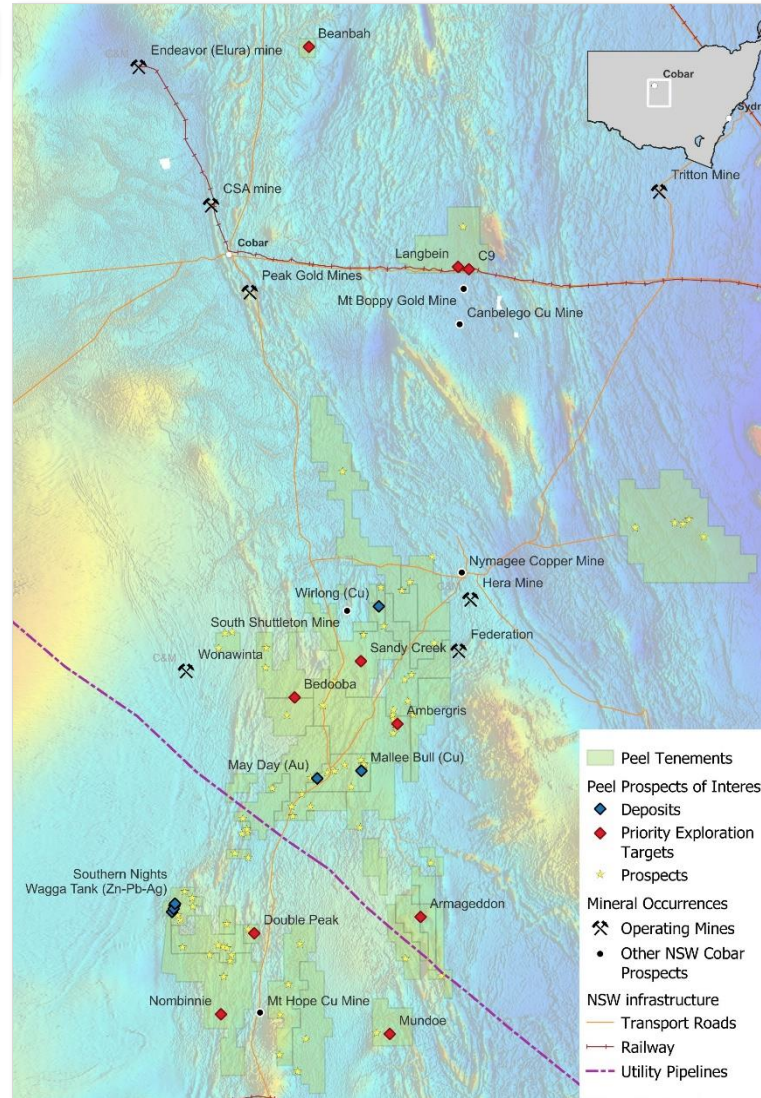 Beanbah
C&M
Endeavor (Elura) mine
Cobar
Sydn
Tritton Mine
CSA mine
Cobar
Langbein
C9
Peak Gold Mines
Mt Boppy Gold Mine
Canbelego Cu Mine
Nymagee Copper Mine
C&M
Hera Mine
Wirlong (Cu)
South Shuttleton Mine
Federation
Sandy Creek
C&M
Wonawinta
Bedooba
Ambergris
May Day (Au)
Mallee Bull (Cu)
Southern Nights
Wagga Tank (Zn-Pb-Ag)
Armageddon
Double Peak
Nombinnie
Mt Hope Cu Mine
Mundoe
Peel Tenements
Peel Prospects of Interest
Deposits
Priority Exploration
Targets
Prospects
Mineral Occurrences
Operating Mines
Other NSW Cobar
Prospects
NSW infrastructure
Transport Roads
Railway
Utility Pipelines